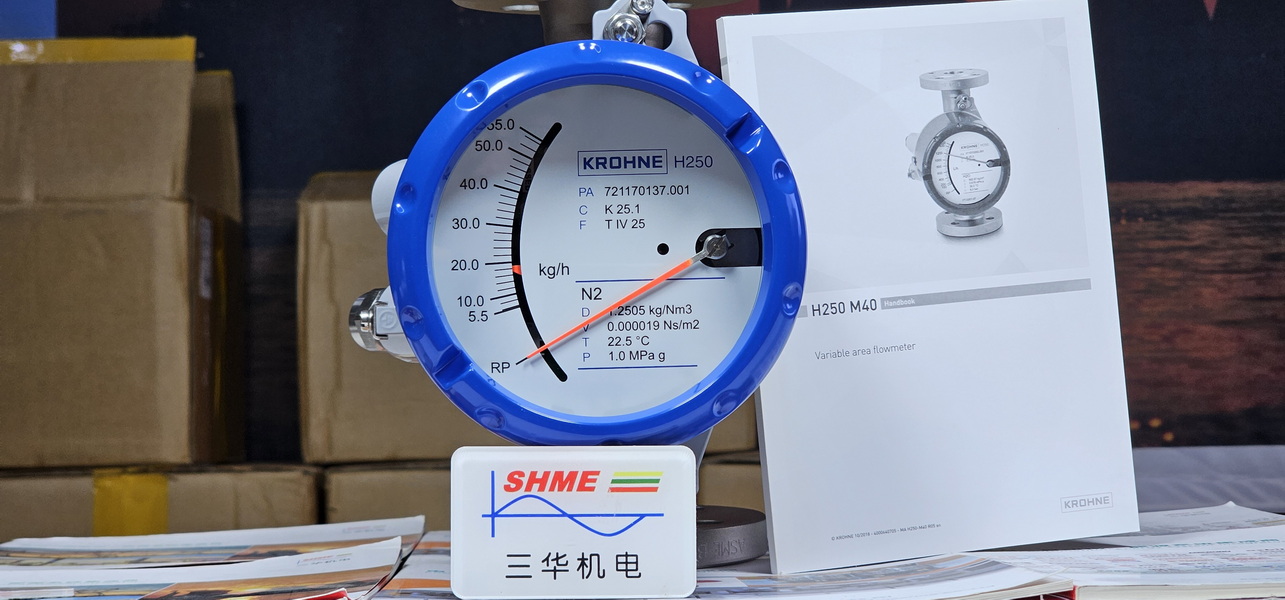 55.0
50.0
40.0
30.0
20.0
10.0
5.5
RP
kg/h
KROHNE H250
PA 721170137.001
C K 25.1
F T IV 25
N2
D 1.2505 kg/Nm3
V 0.000019 Ns/m2
T 22.5 °C
P 1.0 MPa g
SHME
三华机电
H250 M40 Handbook
Variable area flowmeter
KROHNE